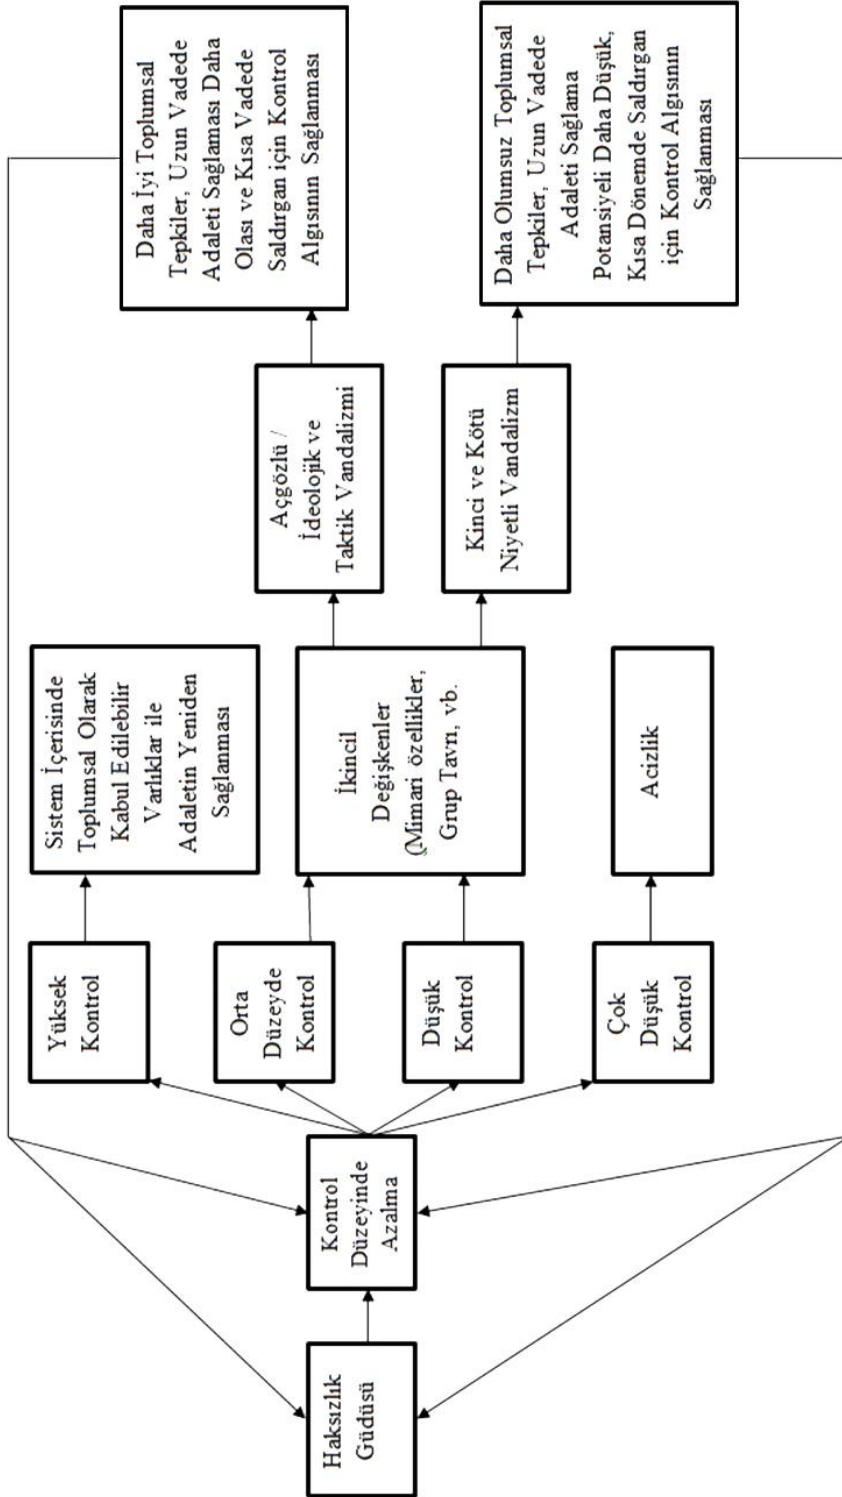 Haksızlık
Güdüsü
Kontrol
Düzeyinde
Azalma
Yüksek
Kontrol
Orta
Düzeyde
Kontrol
Düşük
Kontrol
Çok
Düşük
Kontrol
Sistem İçerisinde
Toplumsal Olarak
Kabul Edilebilir
Varlıklar ile
Adaletin Yeniden
Sağlanması
İkincil
Değişkenler
(Mimari özellikler,
Grup Tavrı, vb.
Acizlik
Açgözlü /
İdeolojik ve
Taktik Vandalizmi
Kinci ve Kötü
Niyetli Vandalizm
Daha İyi Toplumsal
Tepkiler, Uzun Vadede
Adaleti Sağlaması Daha
Olası ve Kısa Vadede
Saldırgan için Kontrol
Algısının Sağlanması
Daha Olumsuz Toplumsal
Tepkiler, Uzun Vadede
Adaleti Sağlama
Potansiyeli Daha Düşük,
Kısa Dönemde Saldırgan
için Kontrol Algısının
Sağlanması